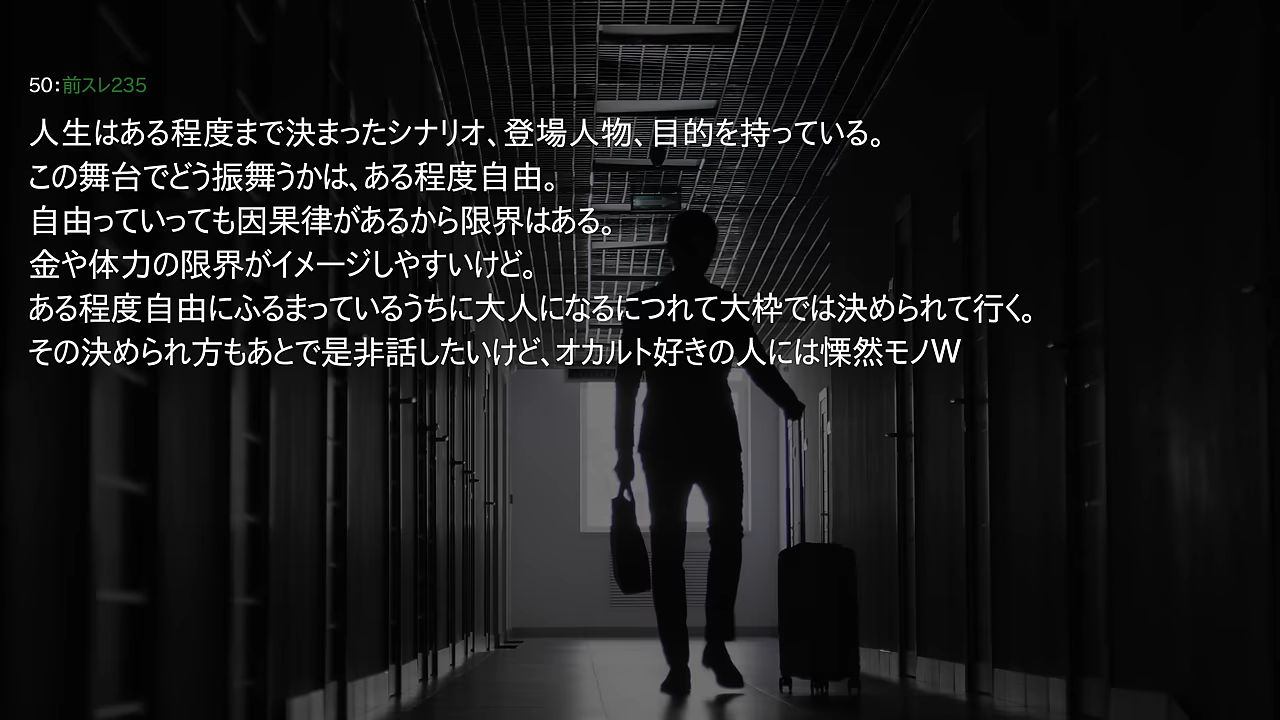 50:前スレ235
人生はある程度まで決まったシナリオ、登場人物、目的を持っている。
この舞台でどう振舞うかは、ある程度自由。
自由っていっても因果律があるから限界はある。
金や体力の限界がイメージしやすいけど。
ある程度自由にふるまっているうちに大人になるにつれて大枠では決められて行く。
その決められ方もあとで是非話したいけど、オカルト好きの人には慄然モノW